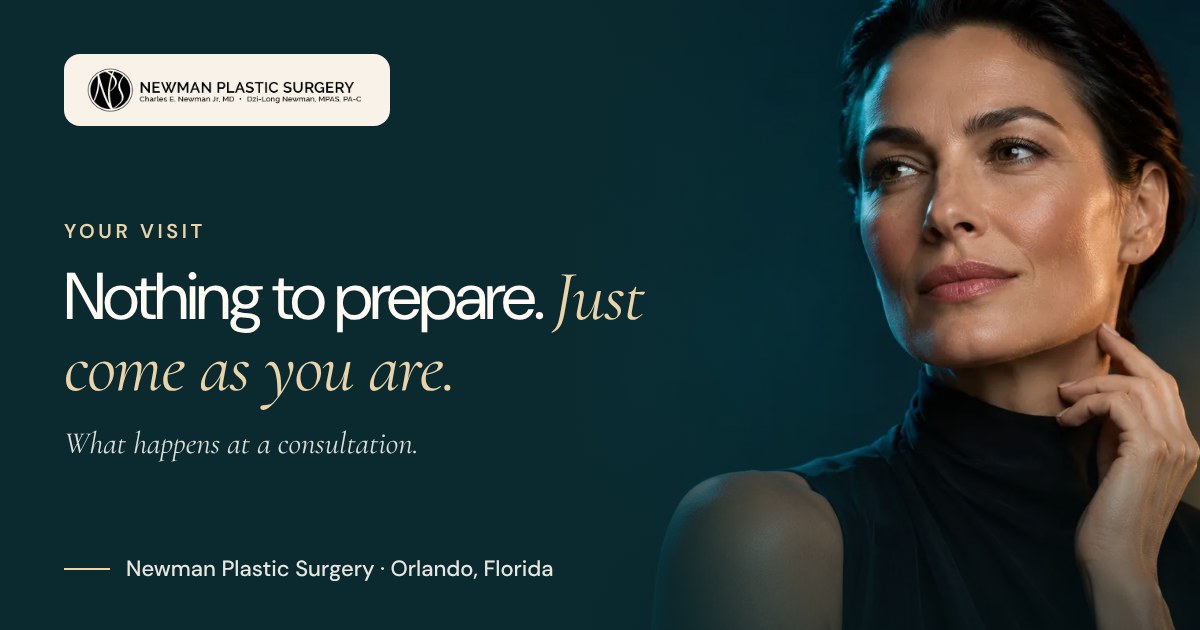 NPS
NEWMAN PLASTIC SURGERY
Charles E. Newman Jr, MD • Dzi-Long Newman, MPAS, PA-C
YOUR VISIT
Nothing to prepare. Just
come as you are.
What happens at a consultation.
Newman Plastic Surgery · Orlando, Florida